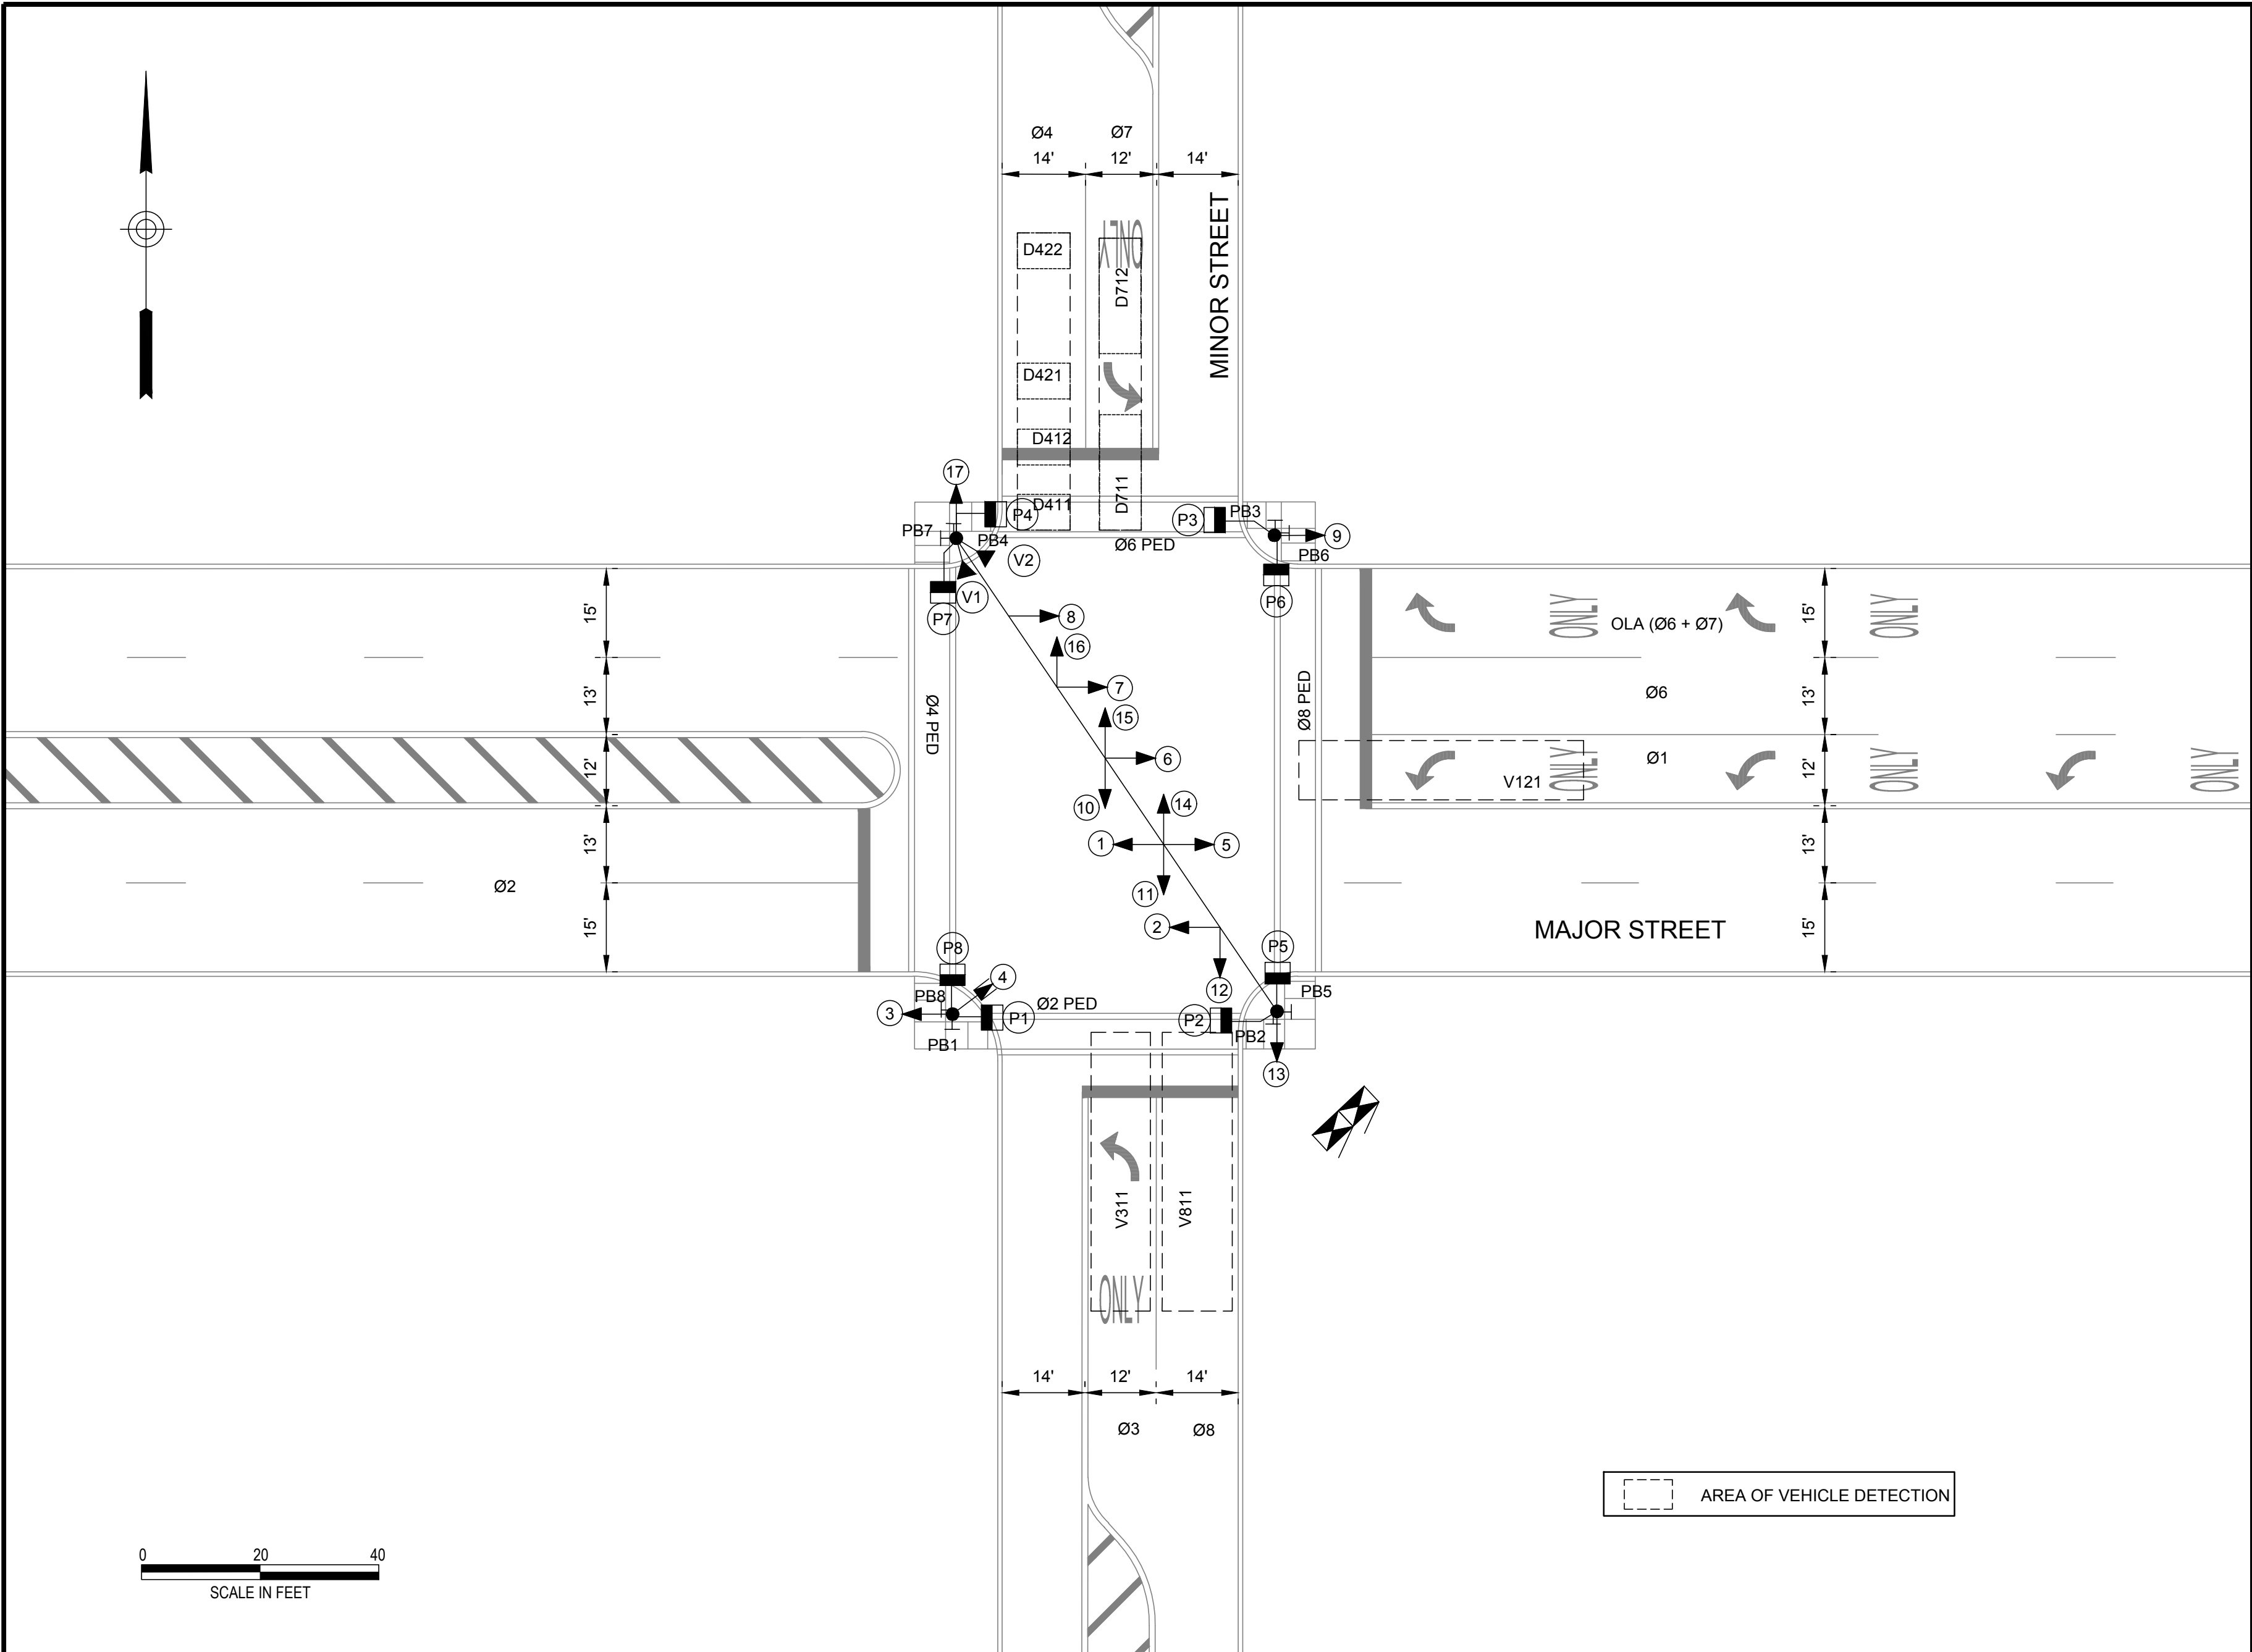 Ø4
Ø7
14'
12'
14'
MINOR STREET
ONLY
D422
D712
D421
D412
D411
D711
17
PB7
P4
PB4
V2
P3
PB3
9
Ø6 PED
PB6
V1
P7
P6
8
16
7
15
6
10
14
1
5
11
2
12
Ø4 PED
Ø8 PED
15'
13'
12'
13'
15'
Ø2
ONLY
OLA (Ø6 + Ø7)
ONLY
15'
Ø6
13'
Ø1
V121
ONLY
ONLY
ONLY
12'
13'
MAJOR STREET
15'
P8
4
PB8
3
P1
PB1
Ø2 PED
P2
PB2
P5
PB5
13
V311
V811
ONLY
14'
12'
14'
Ø3
Ø8
AREA OF VEHICLE DETECTION
0 20 40
SCALE IN FEET